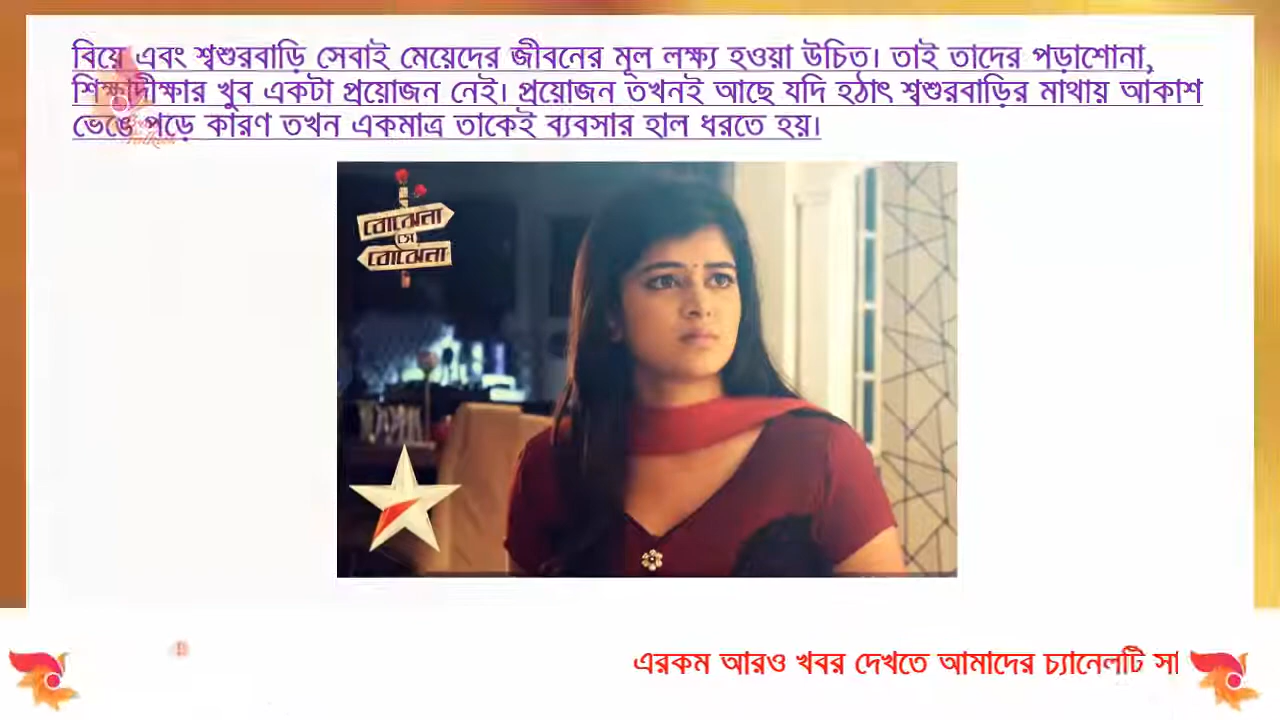 বিয়ে এবং শ্বশুরবাড়ি সেবাই মেয়েদের জীবনের মূল লক্ষ্য হওয়া উচিত। তাই তাদের পড়াশোনা,
শিক্ষাদীক্ষার খুব একটা প্রয়োজন নেই। প্রয়োজন তখনই আছে যদি হঠাৎ শ্বশুরবাড়ির মাথায় আকাশ
ভেঙে পড়ে কারণ তখন একমাত্র তাকেই ব্যবসার হাল ধরতে হয়।
বোঝেনা
সে
বোঝেনা
এরকম আরও খবর দেখতে আমাদের চ্যানেলটি সা